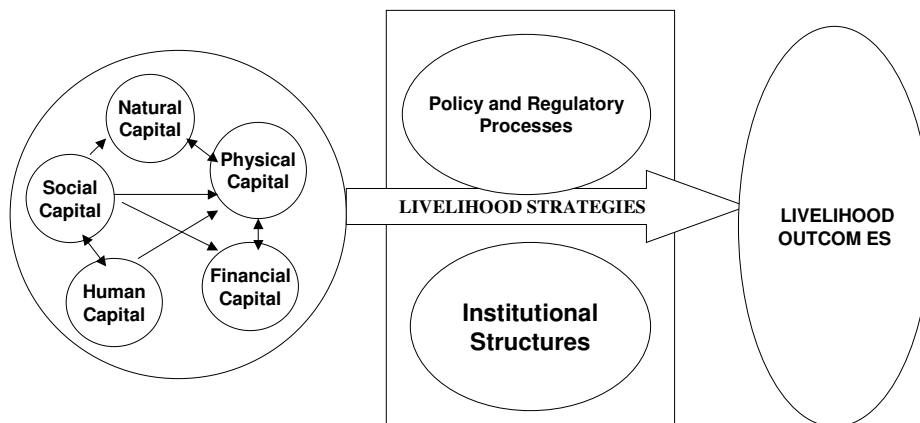 Natural
Capital
Physical
Capital
Social
Capital
Human
Capital
Financial
Capital
Policy and Regulatory
Processes
LIVELIHOOD STRATEGIES
Institutional
Structures
LIVELIHOOD
OUTCOM ES